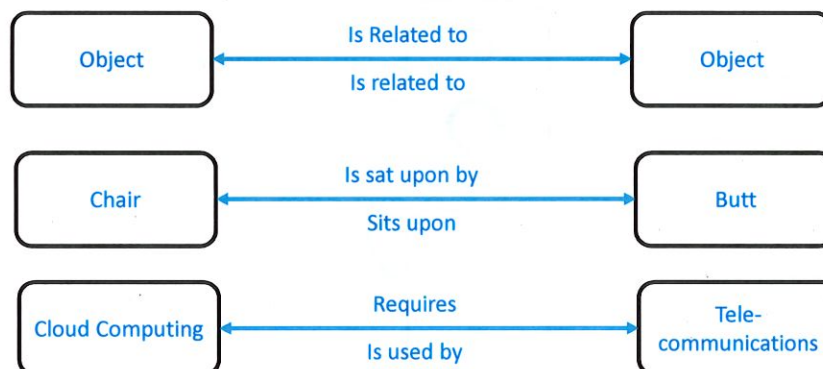 Is Related to
Object
Object
Is related to
Is sat upon by
Chair
Butt
Sits upon
Requires
Cloud Computing
Tele-
communications
Is used by